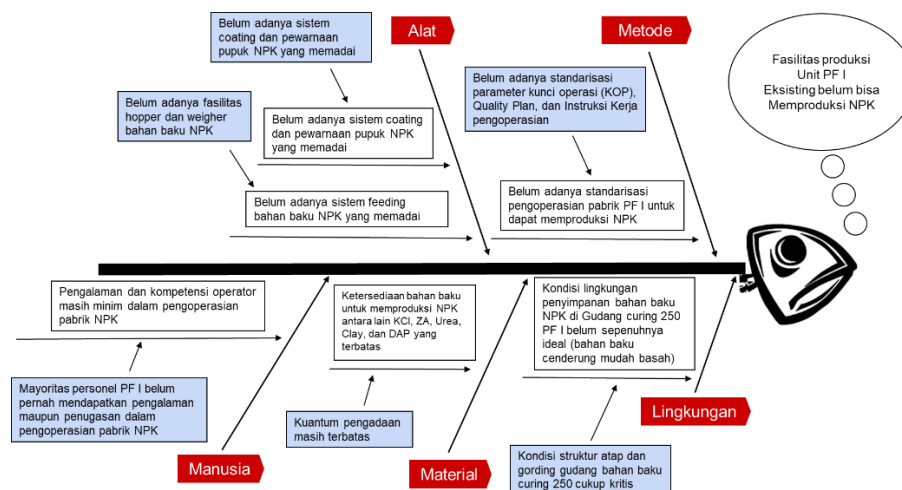 Belum adanya sistem
coating dan pewarnaan
pupuk NPK yang memadai
Alat
Metode
Fasilitas produksi
Unit PF I
Eksisting belum bisa
Memproduksi NPK
Belum adanya fasilitas
hopper dan weigher
bahan baku NPK
Belum adanya sistem coating
dan pewarnaan pupuk NPK
yang memadai
Belum adanya standarisasi
parameter kunci operasi (KOP),
Quality Plan, dan Instruksi Kerja
pengoperasian
Belum adanya sistem feeding
bahan baku NPK yang memadai
Belum adanya standarisasi
pengoperasian pabrik PF I untuk
dapat memproduksi NPK
Pengalaman dan kompetensi operator
masih minim dalam pengoperasian
pabrik NPK
Ketersediaan bahan baku
untuk memproduksi NPK
antara lain KCl, ZA, Urea,
Clay, dan DAP yang
terbatas
Kondisi lingkungan
penyimpanan bahan baku
NPK di Gudang curing 250
PF I belum sepenuhnya
ideal (bahan baku
cenderung mudah basah)
Mayoritas personel PF I belum
pernah mendapatkan pengalaman
maupun penugasan dalam
pengoperasian pabrik NPK
Kuantum pengadaan
masih terbatas
Kondisi struktur atap dan
gording gudang bahan baku
curing 250 cukup kritis
Manusia
Material
Lingkungan